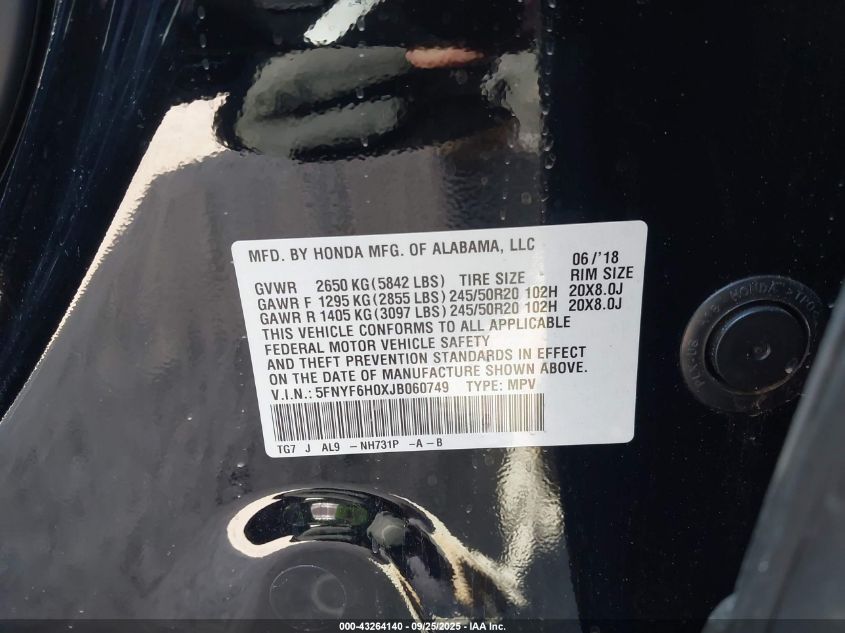 MFD. BY HONDA MFG. OF ALABAMA, LLC 06/'18
GVWR 2650 KG(5842 LBS) TIRE SIZE RIM SIZE
GAWR F 1295 KG(2855 LBS) 245/50R20 102H 20X8.0J
GAWR R 1405 KG(3097 LBS) 245/50R20 102H 20X8.0J
THIS VEHICLE CONFORMS TO ALL APPLICABLE
FEDERAL MOTOR VEHICLE SAFETY
AND THEFT PREVENTION STANDARDS IN EFFECT
ON THE DATE OF MANUFACTURE SHOWN ABOVE.
V.I.N.: 5FNYF6H0XJB060749 TYPE: MPV
TG7 J AL9 -NH731P -A-B
HONDA
000-43264140 - 09/25/2025 - IAA Inc.